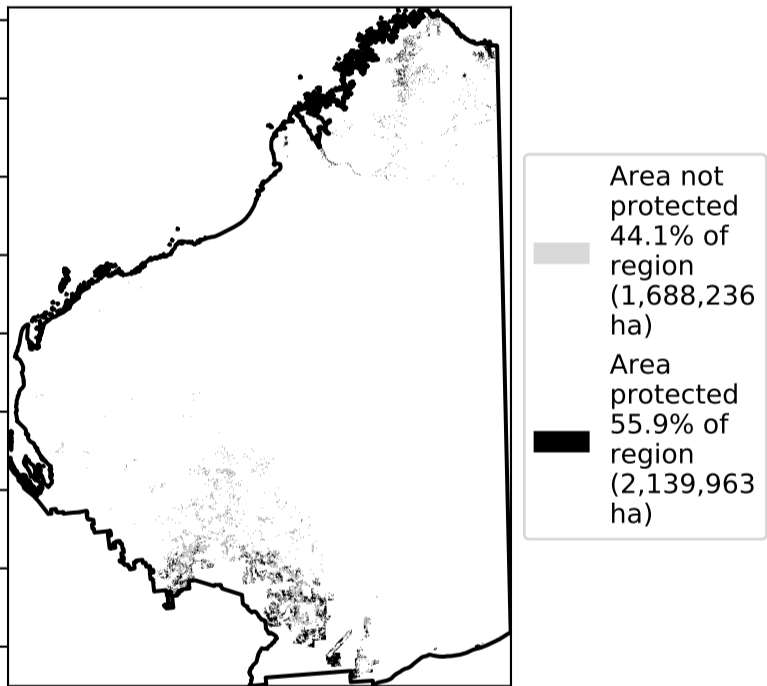 Area not
protected
44.1% of
region
(1,688,236
ha)
Area
protected
55.9% of
region
(2,139,963
ha)